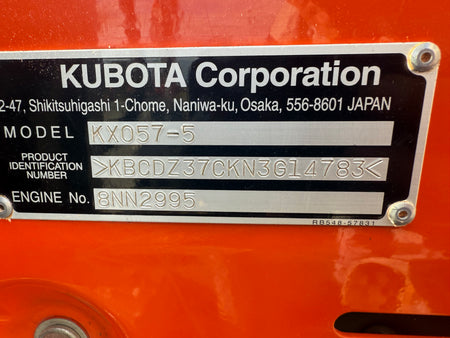 KUBOTA Corporation
2-47, Shikitsuhigashi 1-Chome, Naniwa-ku, Osaka, 556-8601 JAPAN
MODEL KX057-5
PRODUCT IDENTIFICATION NUMBER >KBCDZ37CKN3G14783<
ENGINE No. 8NN2995
RB548-57831